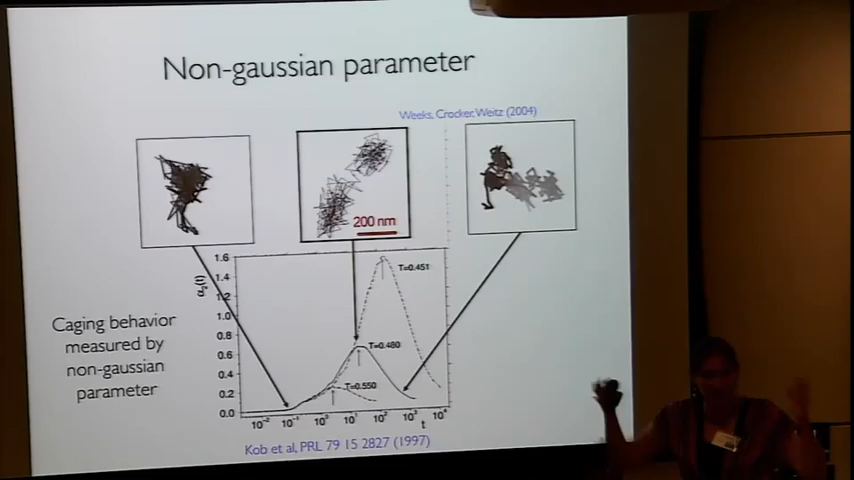 Non-gaussian parameter
Weeks, Crocker, Weitz (2004)
200 nm
1.6
1.4
1.2
1.0
0.8
0.6
0.4
0.2
0.0
α₂(t)
T=0.451
T=0.480
T=0.550
10⁻² 10⁻¹ 10⁰ 10¹ 10² 10³ 10⁴
t
Caging behavior
measured by
non-gaussian
parameter
Kob et al, PRL 79 15 2827 (1997)